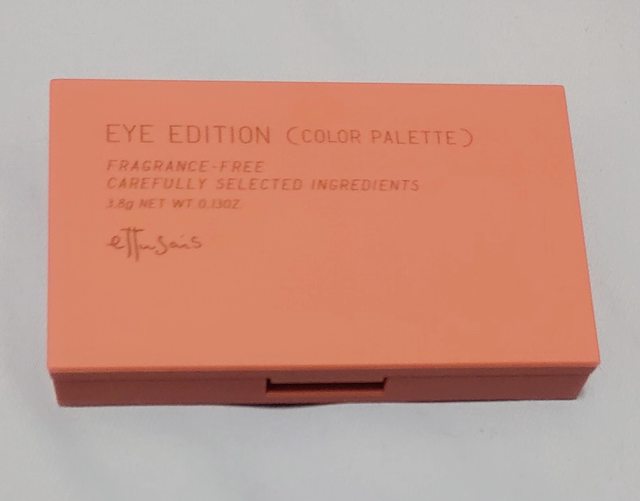 EYE EDITION (COLOR PALETTE)
FRAGRANCE-FREE
CAREFULLY SELECTED INGREDIENTS
3.8g NET WT. 0.13OZ.
ettusais